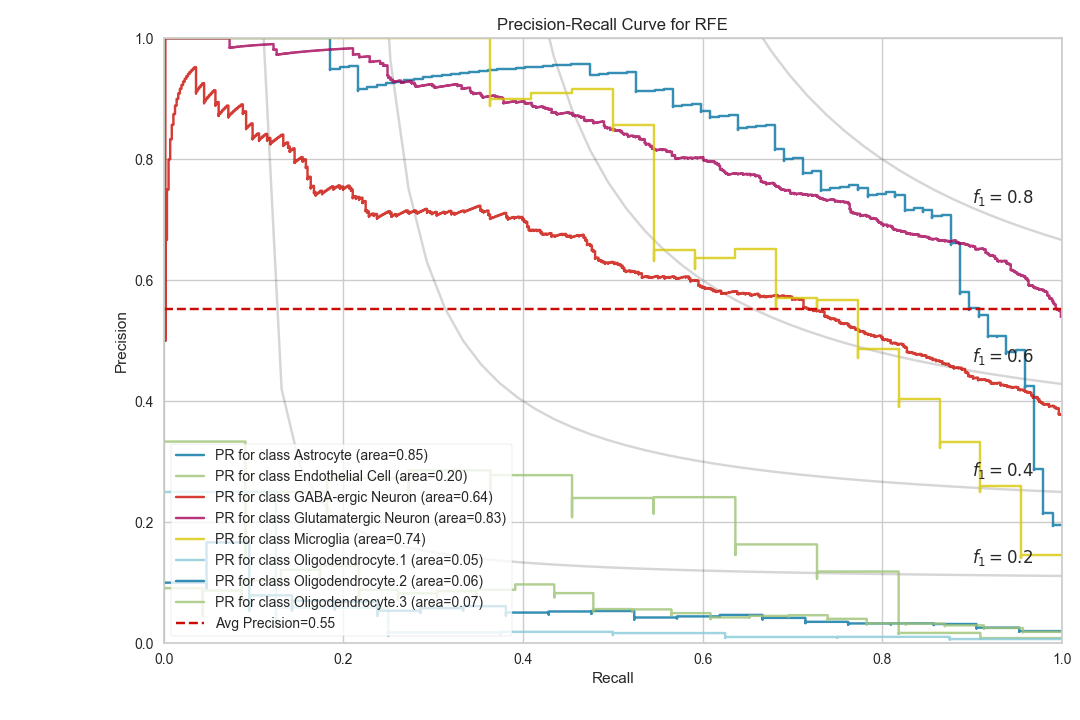 Precision-Recall Curve for RFE
1.0
0.8
0.6
0.4
0.2
0.0
Precision
f1 = 0.8
f1 = 0.6
f1 = 0.4
f1 = 0.2
PR for class Astrocyte (area=0.85)
PR for class Endothelial Cell (area=0.20)
PR for class GABA-ergic Neuron (area=0.64)
PR for class Glutamatergic Neuron (area=0.83)
PR for class Microglia (area=0.74)
PR for class Oligodendrocyte.1 (area=0.05)
PR for class Oligodendrocyte.2 (area=0.06)
PR for class Oligodendrocyte.3 (area=0.07)
Avg Precision=0.55
0.0 0.2 0.4 0.6 0.8 1.0
Recall